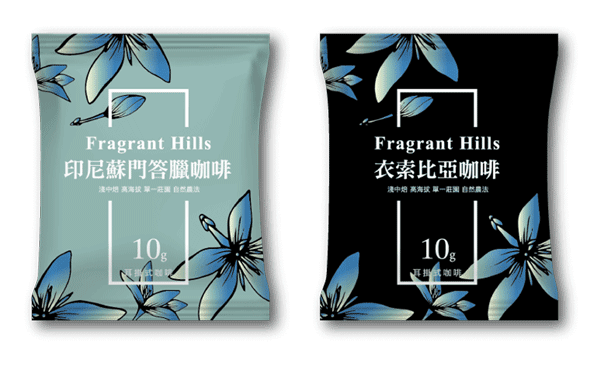 Fragrant Hills
印尼蘇門答臘咖啡
淺中焙 高海拔 單一莊園 自然農法
10g
耳掛式咖啡
Fragrant Hills
衣索比亞咖啡
淺中焙 高海拔 單一莊園 自然農法
10g
耳掛式咖啡